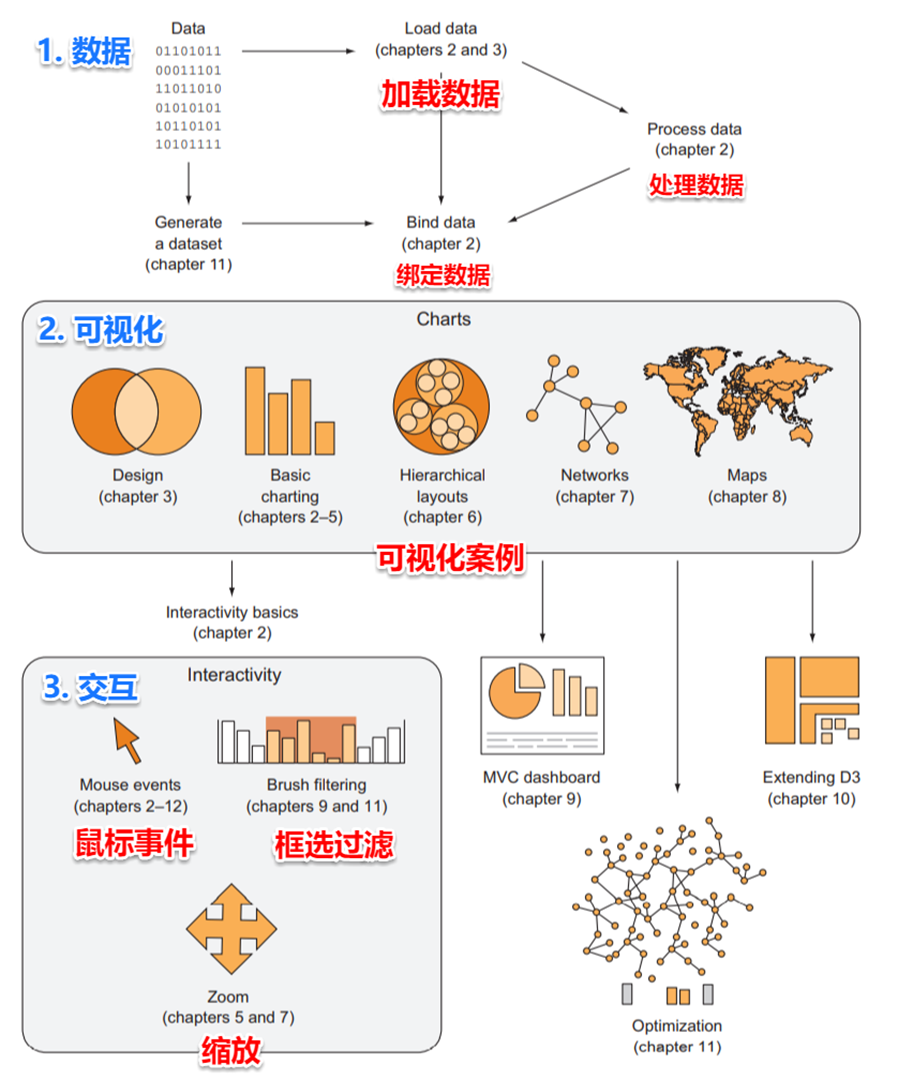 1. 数据
Data
01101011
00011101
11011010
01010101
10110101
10101111
Load data
(chapters 2 and 3)
加载数据
Process data
(chapter 2)
处理数据
Generate
a dataset
(chapter 11)
Bind data
(chapter 2)
绑定数据
2. 可视化
Charts
Design
(chapter 3)
Basic
charting
(chapters 2–5)
Hierarchical
layouts
(chapter 6)
Networks
(chapter 7)
Maps
(chapter 8)
可视化案例
Interactivity basics
(chapter 2)
3. 交互
Interactivity
Mouse events
(chapters 2–12)
鼠标事件
Brush filtering
(chapters 9 and 11)
框选过滤
Zoom
(chapters 5 and 7)
缩放
MVC dashboard
(chapter 9)
Extending D3
(chapter 10)
Optimization
(chapter 11)